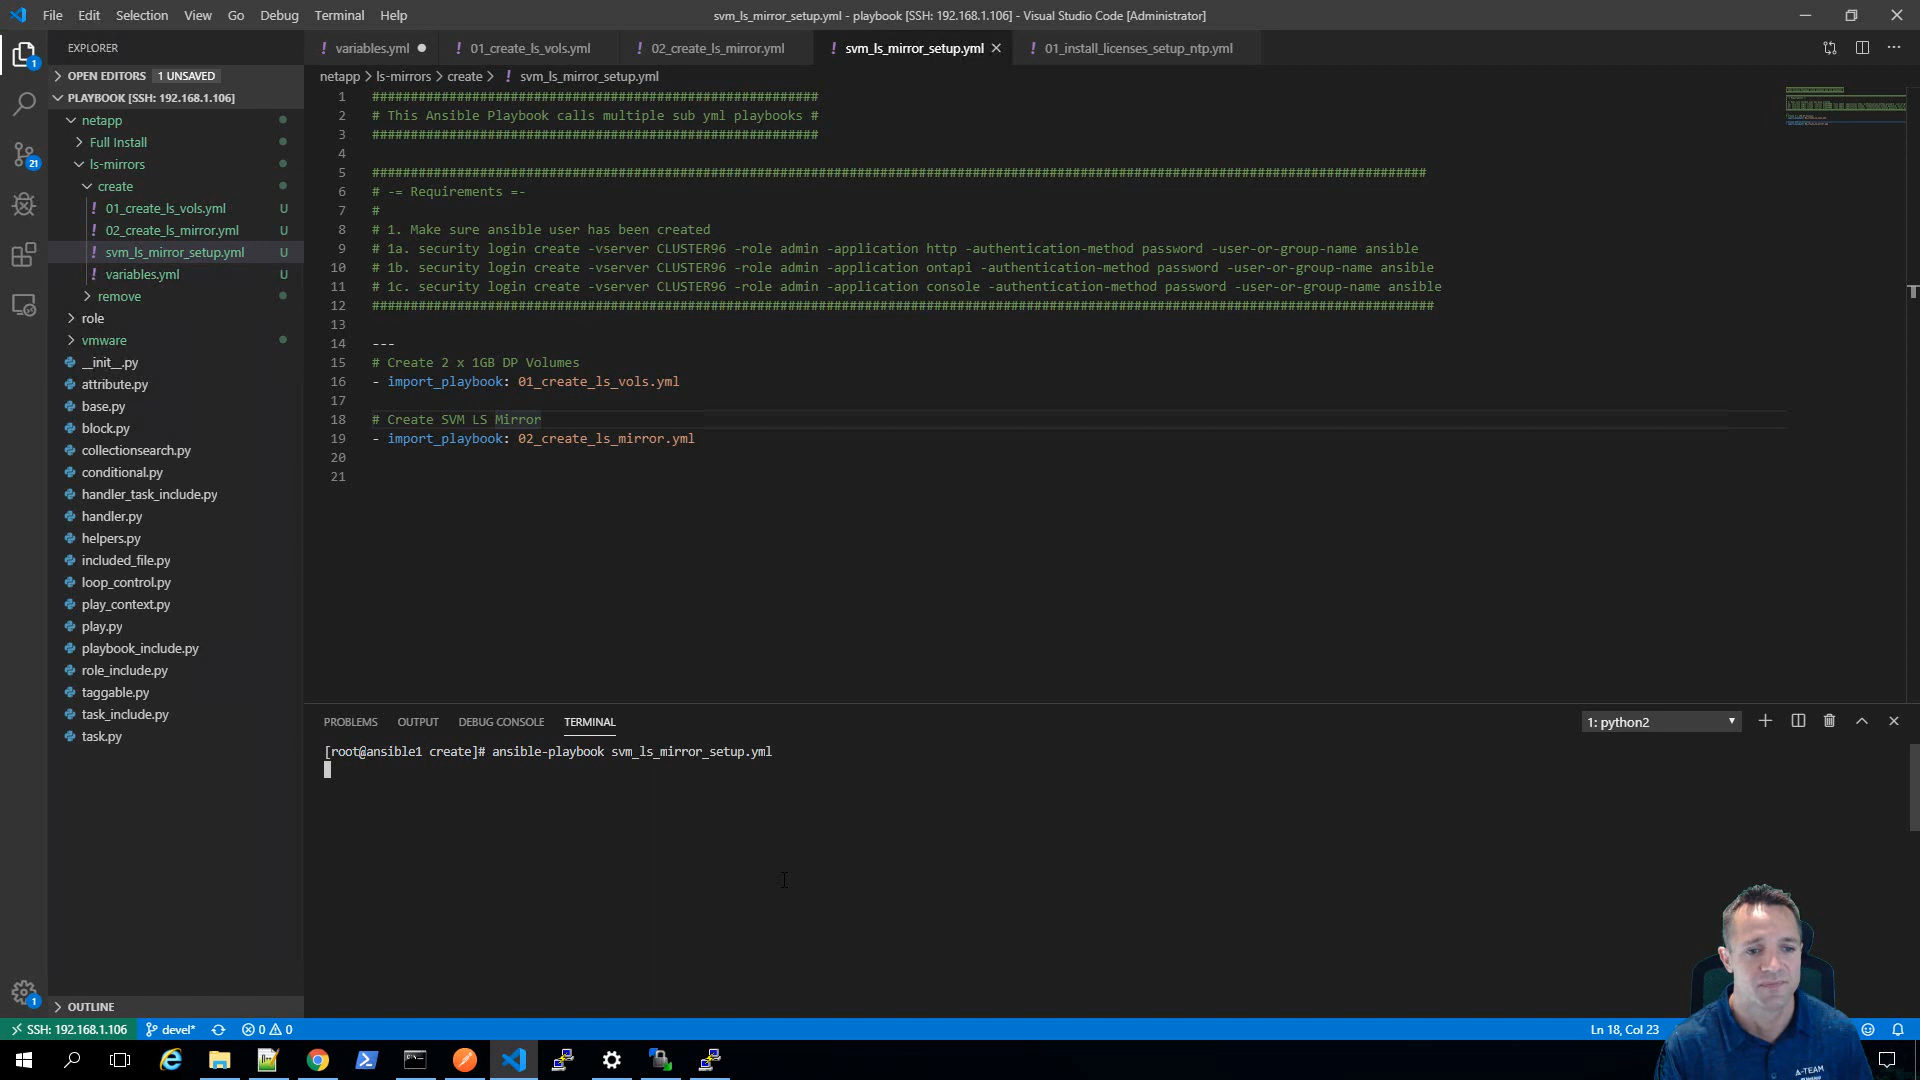 File Edit Selection View Go Debug Terminal Help
svm_ls_mirror_setup.yml - playbook [SSH: 192.168.1.106] - Visual Studio Code [Administrator]
EXPLORER
! variables.yml ! 01_create_ls_vols.yml ! 02_create_ls_mirror.yml ! svm_ls_mirror_setup.yml ! 01_install_licenses_setup_ntp.yml
1
OPEN EDITORS 1 UNSAVED
netapp > ls-mirrors > create > ! svm_ls_mirror_setup.yml
PLAYBOOK [SSH: 192.168.1.106]
netapp
Full Install
ls-mirrors
21
create
! 01_create_ls_vols.yml U
! 02_create_ls_mirror.yml U
! svm_ls_mirror_setup.yml U
! variables.yml U
remove
role
vmware
__init__.py
attribute.py
base.py
block.py
collectionsearch.py
conditional.py
handler_task_include.py
handler.py
helpers.py
included_file.py
loop_control.py
play_context.py
play.py
playbook_include.py
role_include.py
taggable.py
task_include.py
task.py
1
OUTLINE
1 ##########################################################
2 # This Ansible Playbook calls multiple sub yml playbooks #
3 ##########################################################
4
5 #########################################################################################################################################
6 # -= Requirements =-
7 #
8 # 1. Make sure ansible user has been created
9 # 1a. security login create -vserver CLUSTER96 -role admin -application http -authentication-method password -user-or-group-name ansible
10 # 1b. security login create -vserver CLUSTER96 -role admin -application ontapi -authentication-method password -user-or-group-name ansible
11 # 1c. security login create -vserver CLUSTER96 -role admin -application console -authentication-method password -user-or-group-name ansible
12 ##########################################################################################################################################
13
14 ---
15 # Create 2 x 1GB DP Volumes
16 - import_playbook: 01_create_ls_vols.yml
17
18 # Create SVM LS Mirror
19 - import_playbook: 02_create_ls_mirror.yml
20
21
PROBLEMS OUTPUT DEBUG CONSOLE TERMINAL
1: python2
[root@ansible1 create]# ansible-playbook svm_ls_mirror_setup.yml
A-TEAM
SSH: 192.168.1.106 devel* 0 0
Ln 18, Col 23